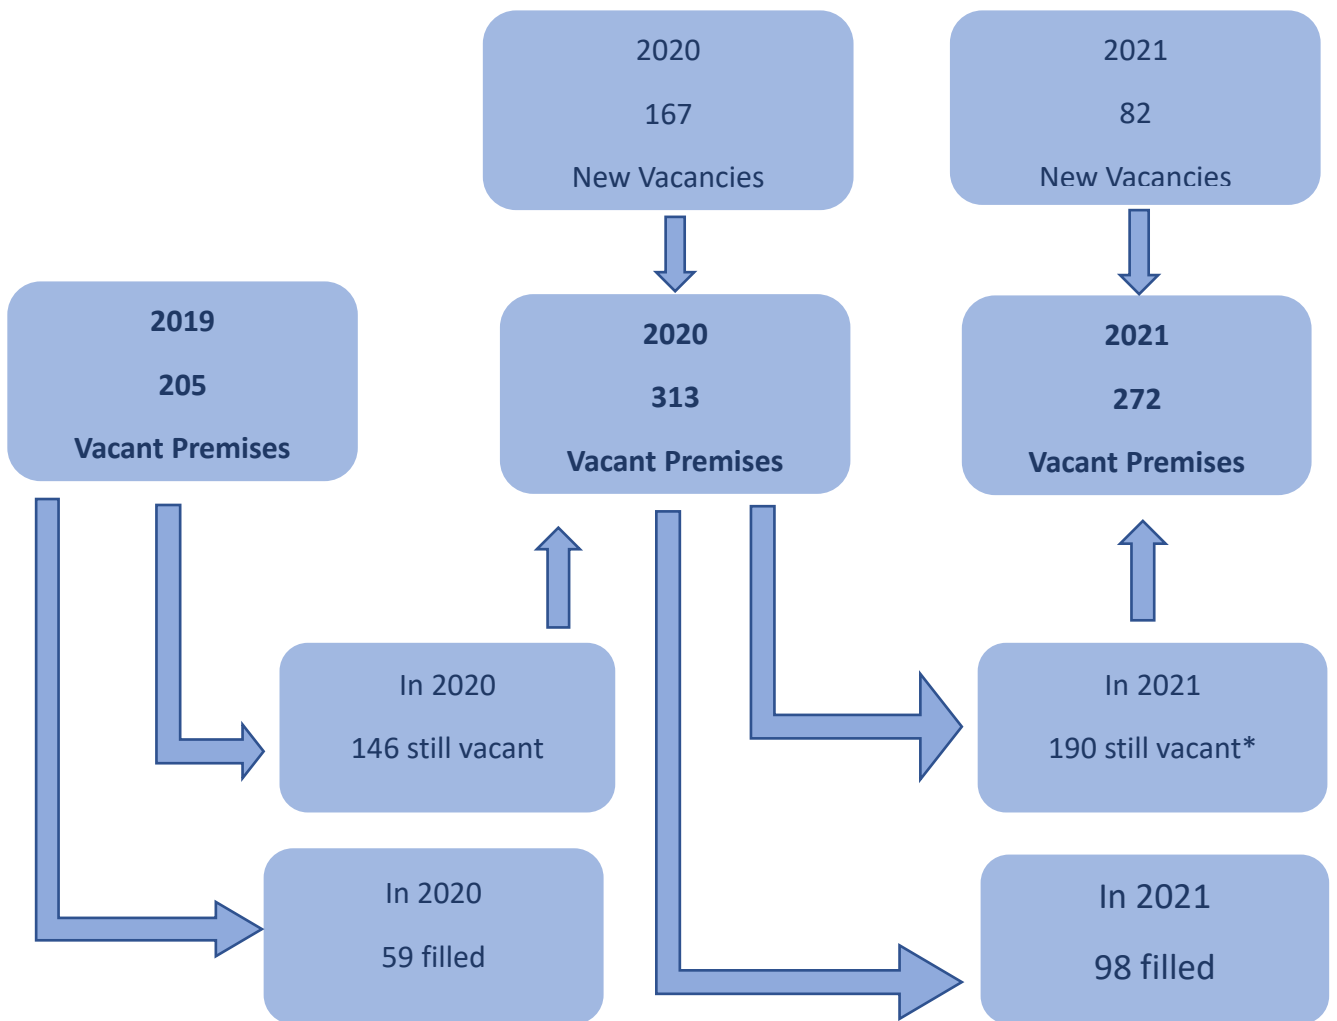 2020
167
New Vacancies
2021
82
New Vacancies
2019
205
Vacant Premises
2020
313
Vacant Premises
2021
272
Vacant Premises
In 2020
146 still vacant
In 2021
190 still vacant*
In 2020
59 filled
In 2021
98 filled